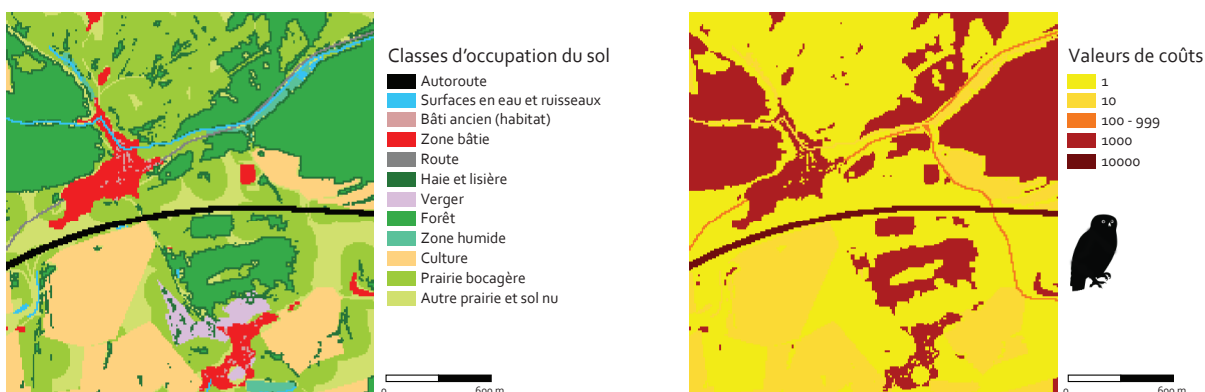 Classes d’occupation du sol
Autoroute
Surfaces en eau et ruisseaux
Bâti ancien (habitat)
Zone bâtie
Route
Haie et lisière
Verger
Forêt
Zone humide
Culture
Prairie bocagère
Autre prairie et sol nu
0 600 m
Valeurs de coûts
1
10
100 - 999
1000
10000
0 600 m